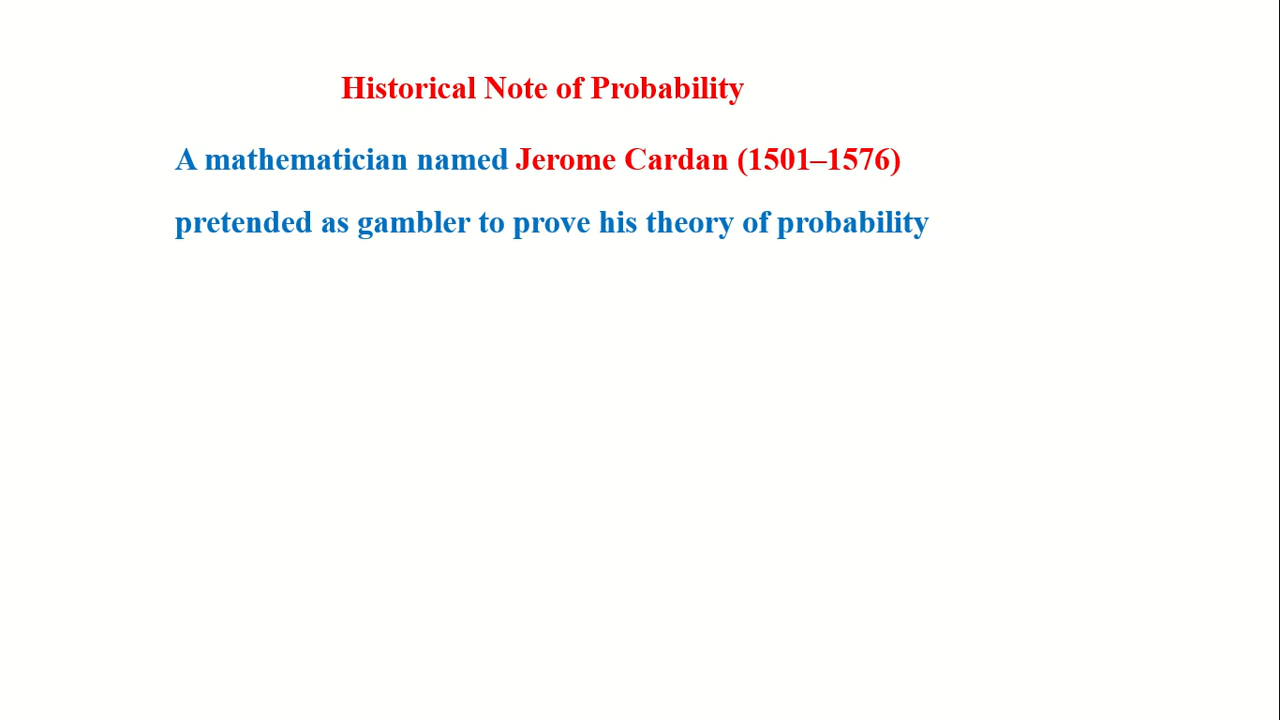 Historical Note of Probability
A mathematician named Jerome Cardan (1501–1576)
pretended as gambler to prove his theory of probability